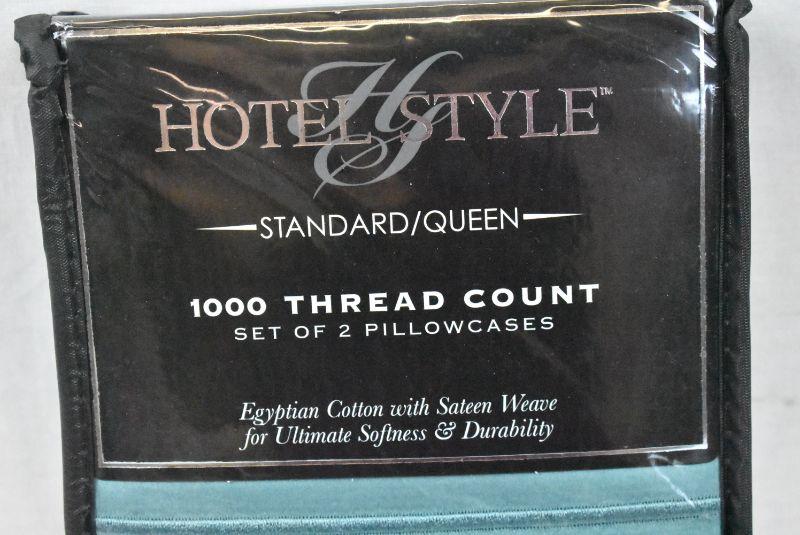 HS
HOTEL STYLE™
STANDARD/QUEEN
1000 THREAD COUNT
SET OF 2 PILLOWCASES
Egyptian Cotton with Sateen Weave
for Ultimate Softness & Durability